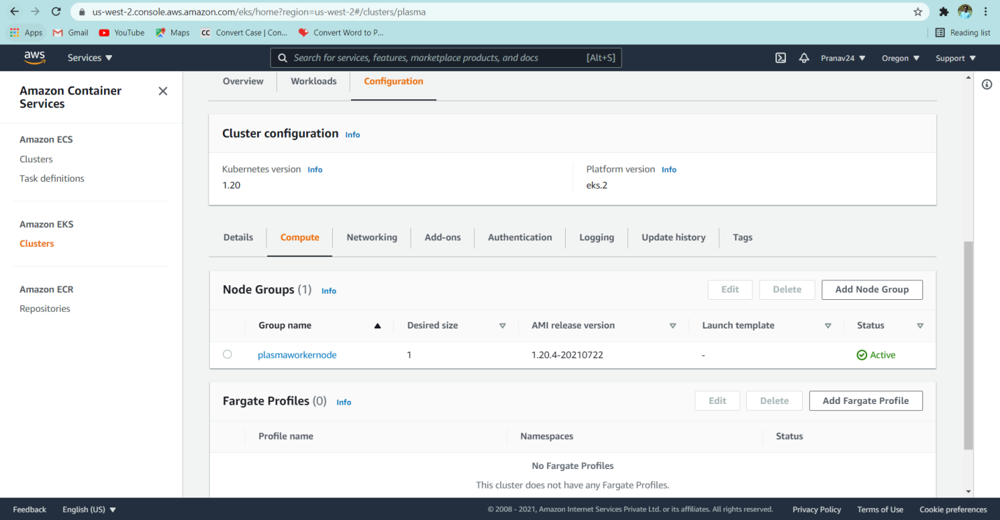 us-west-2.console.aws.amazon.com/eks/home?region=us-west-2#/clusters/plasma
Apps Gmail YouTube Maps CC Convert Case | Con... Convert Word to P... Reading list
aws Services Search for services, features, marketplace products, and docs [Alt+S] Pranav24 Oregon Support
Amazon Container
Services
Amazon ECS
Clusters
Task definitions
Amazon EKS
Clusters
Amazon ECR
Repositories
Overview Workloads Configuration
Cluster configuration Info
Kubernetes version Info Platform version Info
1.20 eks.2
Details Compute Networking Add-ons Authentication Logging Update history Tags
Node Groups (1) Info Edit Delete Add Node Group
Group name Desired size AMI release version Launch template Status
plasmaworkernode 1 1.20.4-20210722 - Active
Fargate Profiles (0) Info Edit Delete Add Fargate Profile
Profile name Namespaces Status
No Fargate Profiles
This cluster does not have any Fargate Profiles.
Feedback English (US) © 2008 - 2021, Amazon Internet Services Private Ltd. or its affiliates. All rights reserved. Privacy Policy Terms of Use Cookie preferences